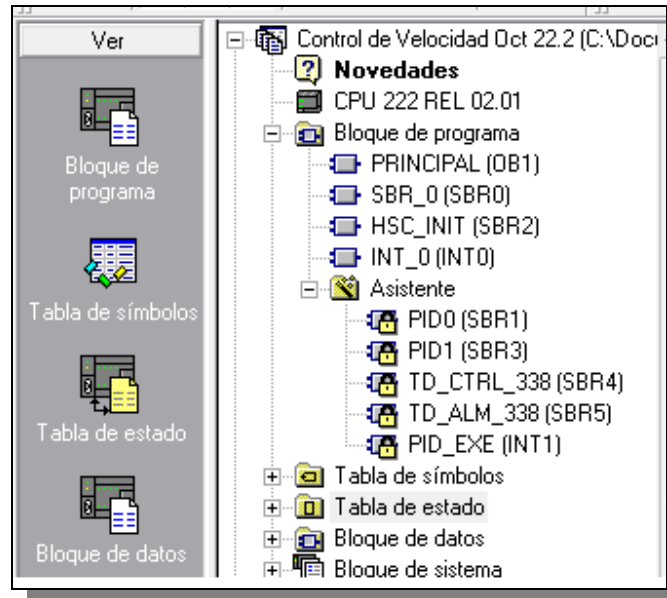 Ver
Bloque de
programa
Tabla de símbolos
Tabla de estado
Bloque de datos
Control de Velocidad Oct 22.2 (C:\Docu
Novedades
CPU 222 REL 02.01
Bloque de programa
PRINCIPAL (OB1)
SBR_0 (SBR0)
HSC_INIT (SBR2)
INT_0 (INT0)
Asistente
PID0 (SBR1)
PID1 (SBR3)
TD_CTRL_338 (SBR4)
TD_ALM_338 (SBR5)
PID_EXE (INT1)
Tabla de símbolos
Tabla de estado
Bloque de datos
Bloque de sistema